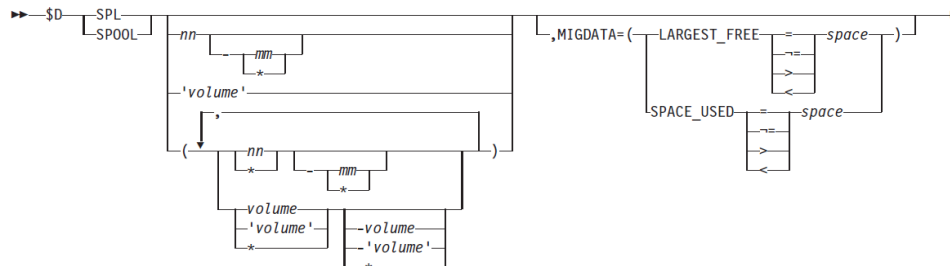 $D SPL ,MIGDATA=( LARGEST_FREE = space )
SPOOL nn ¬=
- mm >
* <
'volume' SPACE_USED = space
, ¬=
( nn - mm ) >
* * <
volume -volume
'volume' -'volume'
* *